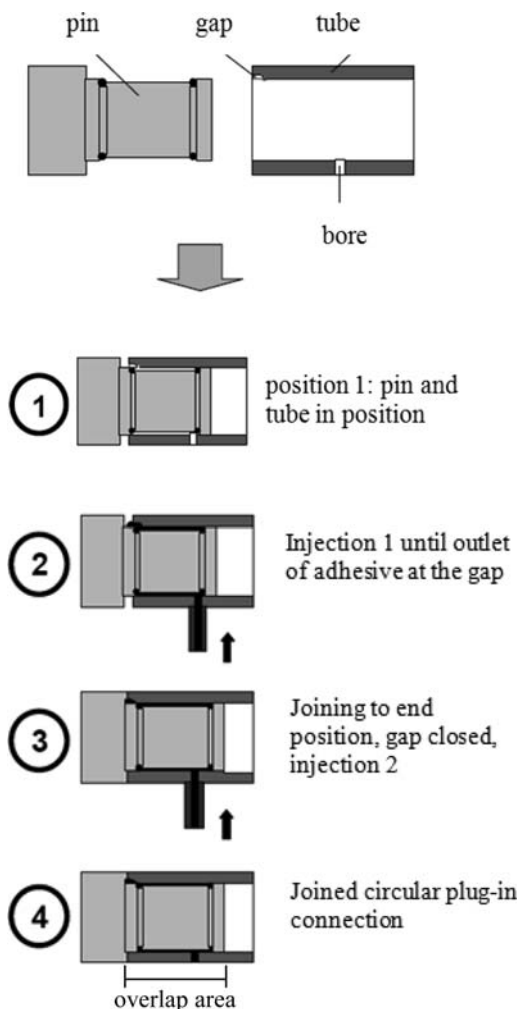 pin
gap
tube
bore
1
position 1: pin and
tube in position
2
Injection 1 until outlet
of adhesive at the gap
3
Joining to end
position, gap closed,
injection 2
4
Joined circular plug-in
connection
overlap area